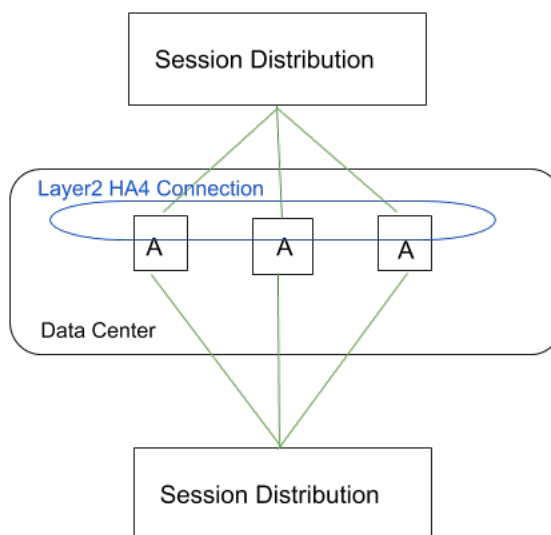 Session Distribution
Layer2 HA4 Connection
A
A
A
Data Center
Session Distribution